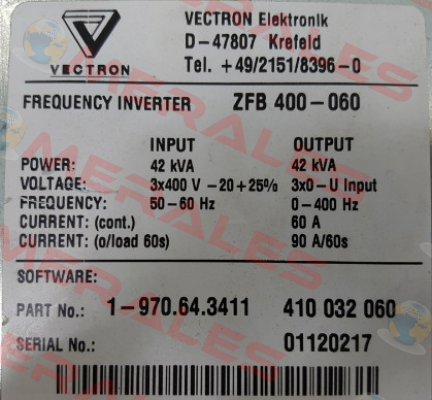 VECTRON
VECTRON Elektronik
D-47807 Krefeld
Tel. +49/2151/8396-0
FREQUENCY INVERTER ZFB 400-060
INPUT OUTPUT
POWER: 42 kVA 42 kVA
VOLTAGE: 3x400 V -20+25% 3x0-U Input
FREQUENCY: 50-60 Hz 0-400 Hz
CURRENT: (cont.) 60 A
CURRENT: (o/load 60s) 90 A/60s
SOFTWARE:
PART No.: 1-970.64.3411 410 032 060
SERIAL No.: 01120217
MERALES